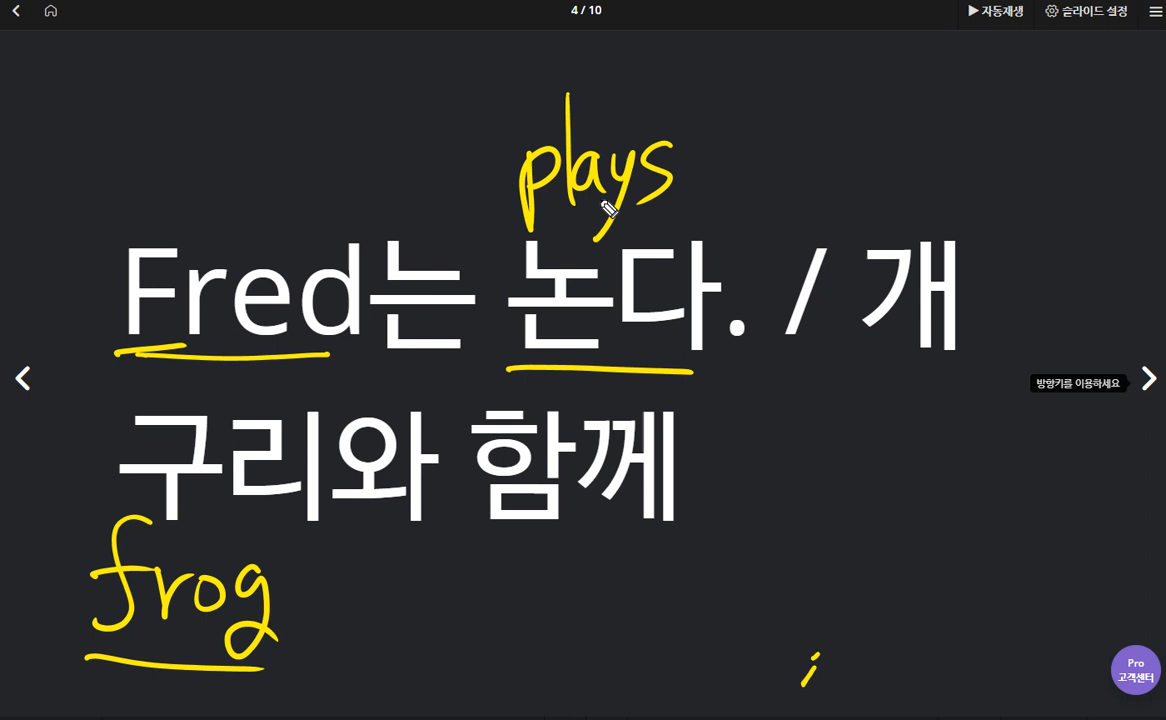 4 / 10
▶ 자동재생
슬라이드 설정
plays
Fred는 논다. / 개
방향키를 이용하세요
구리와 함께
frog
Pro
고객센터